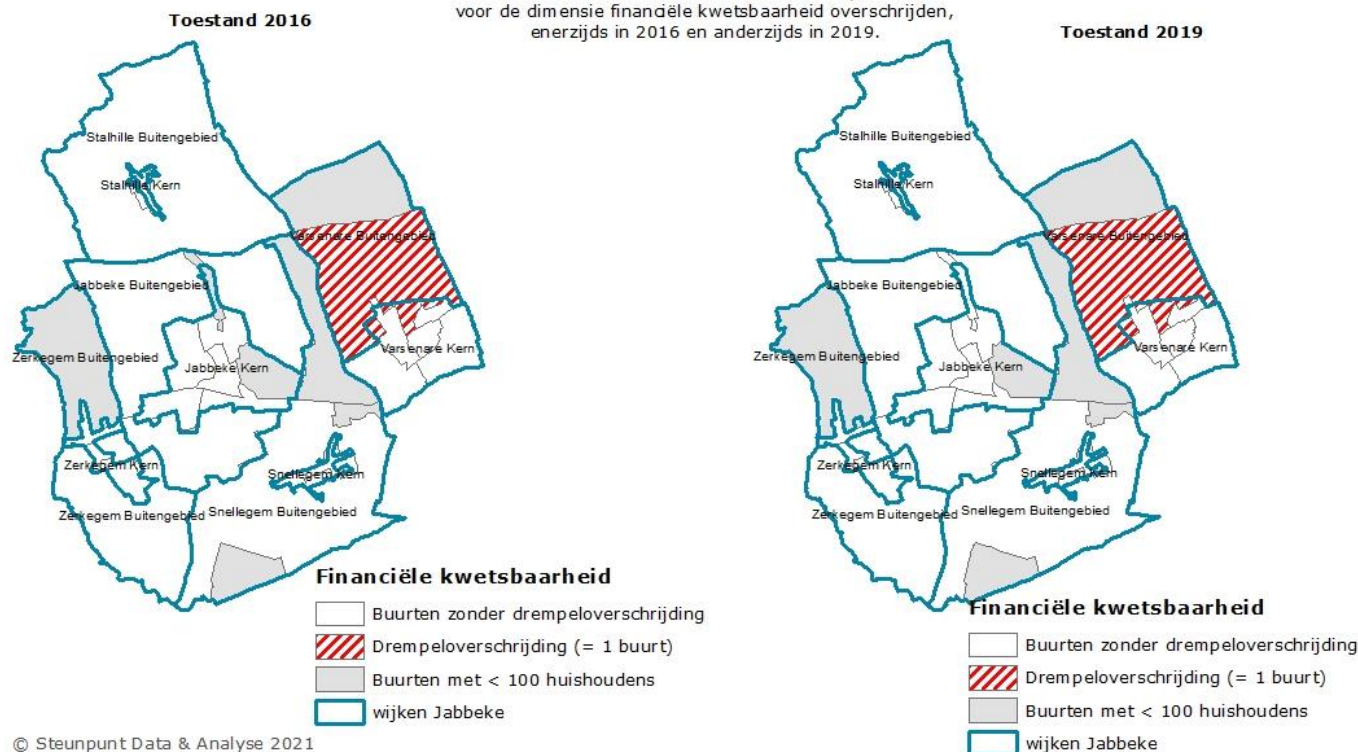 Toestand 2016
voor de dimensie financiële kwetsbaarheid overschrijden,
enerzijds in 2016 en anderzijds in 2019.
Toestand 2019
Stalhille Buitengebied
Stalhille Kern
Varsenare Buitengebied
Jabbeke Buitengebied
Zerkegem Buitengebied
Jabbeke Kern
Varsenare Kern
Zerkegem Kern
Snellegem Kern
Zerkegem Buitengebied
Snellegem Buitengebied
Financiële kwetsbaarheid
Buurten zonder drempeloverschrijding
Drempeloverschrijding (= 1 buurt)
Buurten met < 100 huishoudens
wijken Jabbeke
Stalhille Buitengebied
Stalhille Kern
Varsenare Buitengebied
Jabbeke Buitengebied
Zerkegem Buitengebied
Jabbeke Kern
Varsenare Kern
Zerkegem Kern
Snellegem Kern
Zerkegem Buitengebied
Snellegem Buitengebied
Financiële kwetsbaarheid
Buurten zonder drempeloverschrijding
Drempeloverschrijding (= 1 buurt)
Buurten met < 100 huishoudens
wijken Jabbeke
© Steunpunt Data & Analyse 2021